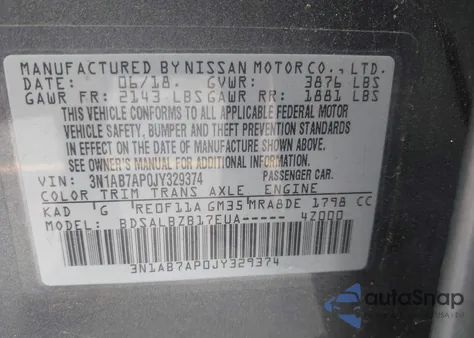 MANUFACTURED BY NISSAN MOTOR CO., LTD.
DATE: 06/18. GVWR: 3876 LBS
GAWR FR: 2143 LBS GAWR RR: 1881 LBS
THIS VEHICLE CONFORMS TO ALL APPLICABLE FEDERAL MOTOR
VEHICLE SAFETY, BUMPER AND THEFT PREVENTION STANDARDS
IN EFFECT ON THE DATE OF MANUFACTURE SHOWN ABOVE.
SEE OWNER'S MANUAL FOR ADDITIONAL INFORMATION
VIN: 3N1AB7AP0JY329374 PASSENGER CAR.
COLOR TRIM TRANS AXLE ENGINE
KAD 'G RE0F11A GM35 MRA8DE 1798 CC
MODEL: BDSALBZB17EUA----- 4Z000
3N1AB7AP0JY329374
autoSnap